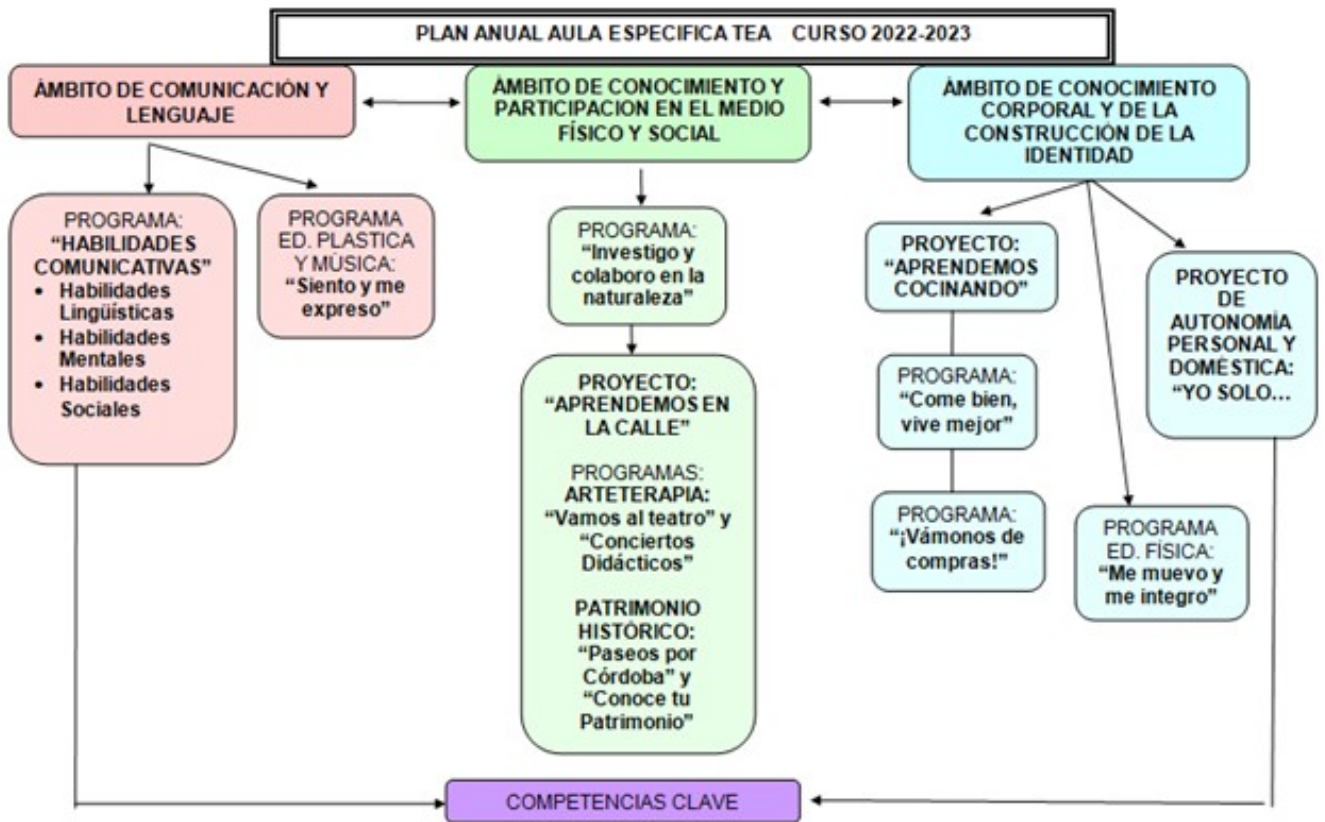 PLAN ANUAL AULA ESPECIFICA TEA CURSO 2022-2023
ÁMBITO DE COMUNICACIÓN Y
LENGUAJE
ÁMBITO DE CONOCIMIENTO Y
PARTICIPACION EN EL MEDIO
FÍSICO Y SOCIAL
ÁMBITO DE CONOCIMIENTO
CORPORAL Y DE LA
CONSTRUCCIÓN DE LA
IDENTIDAD
PROGRAMA:
“HABILIDADES
COMUNICATIVAS”
• Habilidades
Lingüísticas
• Habilidades
Mentales
• Habilidades
Sociales
PROGRAMA
ED. PLASTICA
Y MÚSICA:
“Siento y me
expreso”
PROGRAMA:
“Investigo y
colaboro en la
naturaleza”
PROYECTO:
“APRENDEMOS EN
LA CALLE”
PROGRAMAS:
ARTETERAPIA:
“Vamos al teatro” y
“Conciertos
Didácticos”
PATRIMONIO
HISTÓRICO:
“Paseos por
Córdoba” y
“Conoce tu
Patrimonio”
PROYECTO:
“APRENDEMOS
COCINANDO”
PROGRAMA:
“Come bien,
vive mejor”
PROGRAMA:
“¡Vámonos de
compras!”
PROGRAMA
ED. FÍSICA:
“Me muevo y
me integro”
PROYECTO
DE
AUTONOMÍA
PERSONAL Y
DOMÉSTICA:
“YO SOLO...
COMPETENCIAS CLAVE